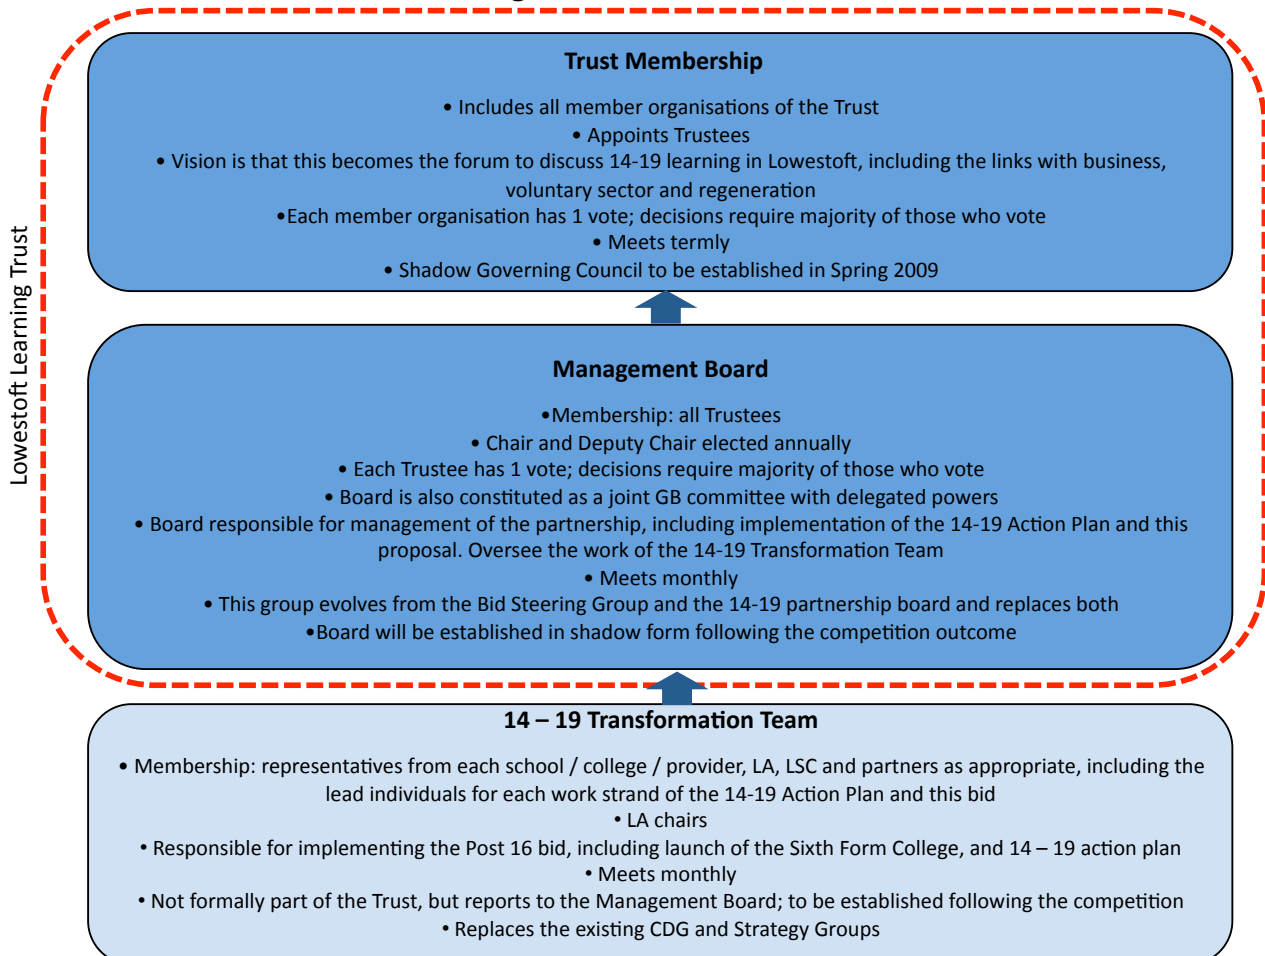 Trust Membership
• Includes all member organisations of the Trust
• Appoints Trustees
• Vision is that this becomes the forum to discuss 14-19 learning in Lowestoft, including the links with business,
voluntary sector and regeneration
•Each member organisation has 1 vote; decisions require majority of those who vote
• Meets termly
• Shadow Governing Council to be established in Spring 2009
Lowestoft Learning Trust
Management Board
•Membership: all Trustees
• Chair and Deputy Chair elected annually
• Each Trustee has 1 vote; decisions require majority of those who vote
• Board is also constituted as a joint GB committee with delegated powers
• Board responsible for management of the partnership, including implementation of the 14-19 Action Plan and this
proposal. Oversee the work of the 14-19 Transformation Team
• Meets monthly
• This group evolves from the Bid Steering Group and the 14-19 partnership board and replaces both
•Board will be established in shadow form following the competition outcome
14 – 19 Transformation Team
• Membership: representatives from each school / college / provider, LA, LSC and partners as appropriate, including the
lead individuals for each work strand of the 14-19 Action Plan and this bid
• LA chairs
• Responsible for implementing the Post 16 bid, including launch of the Sixth Form College, and 14 – 19 action plan
• Meets monthly
• Not formally part of the Trust, but reports to the Management Board; to be established following the competition
• Replaces the existing CDG and Strategy Groups